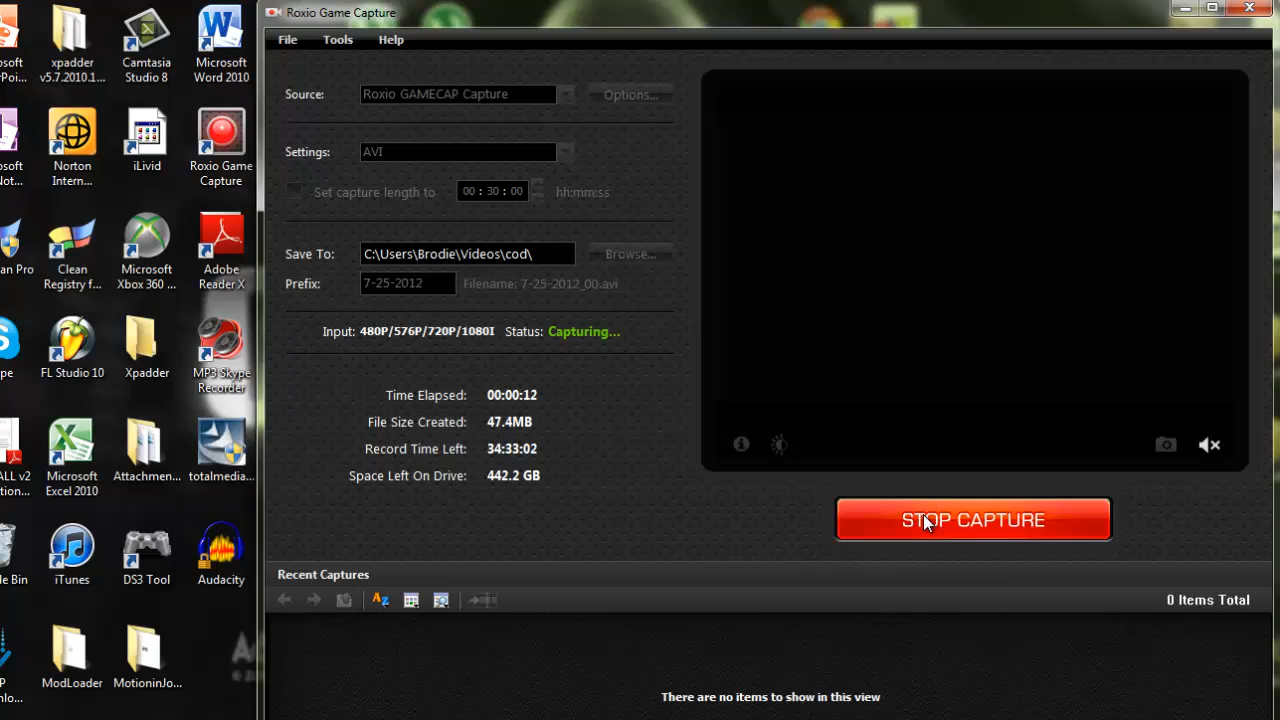 Roxio Game Capture
File Tools Help
Source: Roxio GAMECAP Capture Options...
Settings: AVI
Set capture length to 00 : 30 : 00 hh:mm:ss
Save To: C:\Users\Brodie\Videos\cod\ Browse...
Prefix: 7-25-2012 Filename: 7-25-2012_00.avi
Input: 480P/576P/720P/1080I Status: Capturing...
Time Elapsed: 00:00:12
File Size Created: 47.4MB
Record Time Left: 34:33:02
Space Left On Drive: 442.2 GB
STOP CAPTURE
Recent Captures
0 Items Total
There are no items to show in this view
xpadder
v5.7.2010.1...
Camtasia
Studio 8
Microsoft
Word 2010
Norton
Intern...
iLivid
Roxio Game
Capture
Clean
Registry f...
Microsoft
Xbox 360 ...
Adobe
Reader X
FL Studio 10
Xpadder
MP3 Skype
Recorder
Microsoft
Excel 2010
Attachmen...
totalmedia...
iTunes
DS3 Tool
Audacity
ModLoader
MotioninJo...